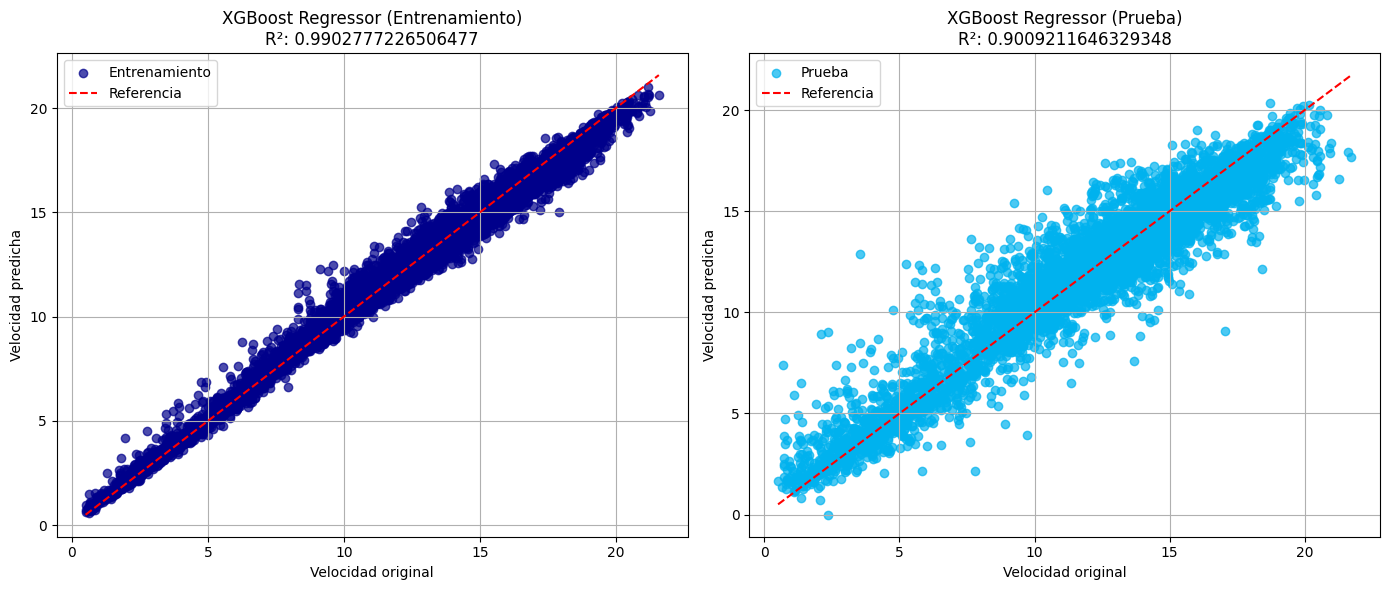 XGBoost Regressor (Entrenamiento)
R²: 0.9902777226506477
Entrenamiento
Referencia
Velocidad predicha
20
15
10
5
0
0 5 10 15 20
Velocidad original
XGBoost Regressor (Prueba)
R²: 0.9009211646329348
Prueba
Referencia
Velocidad predicha
20
15
10
5
0
0 5 10 15 20
Velocidad original